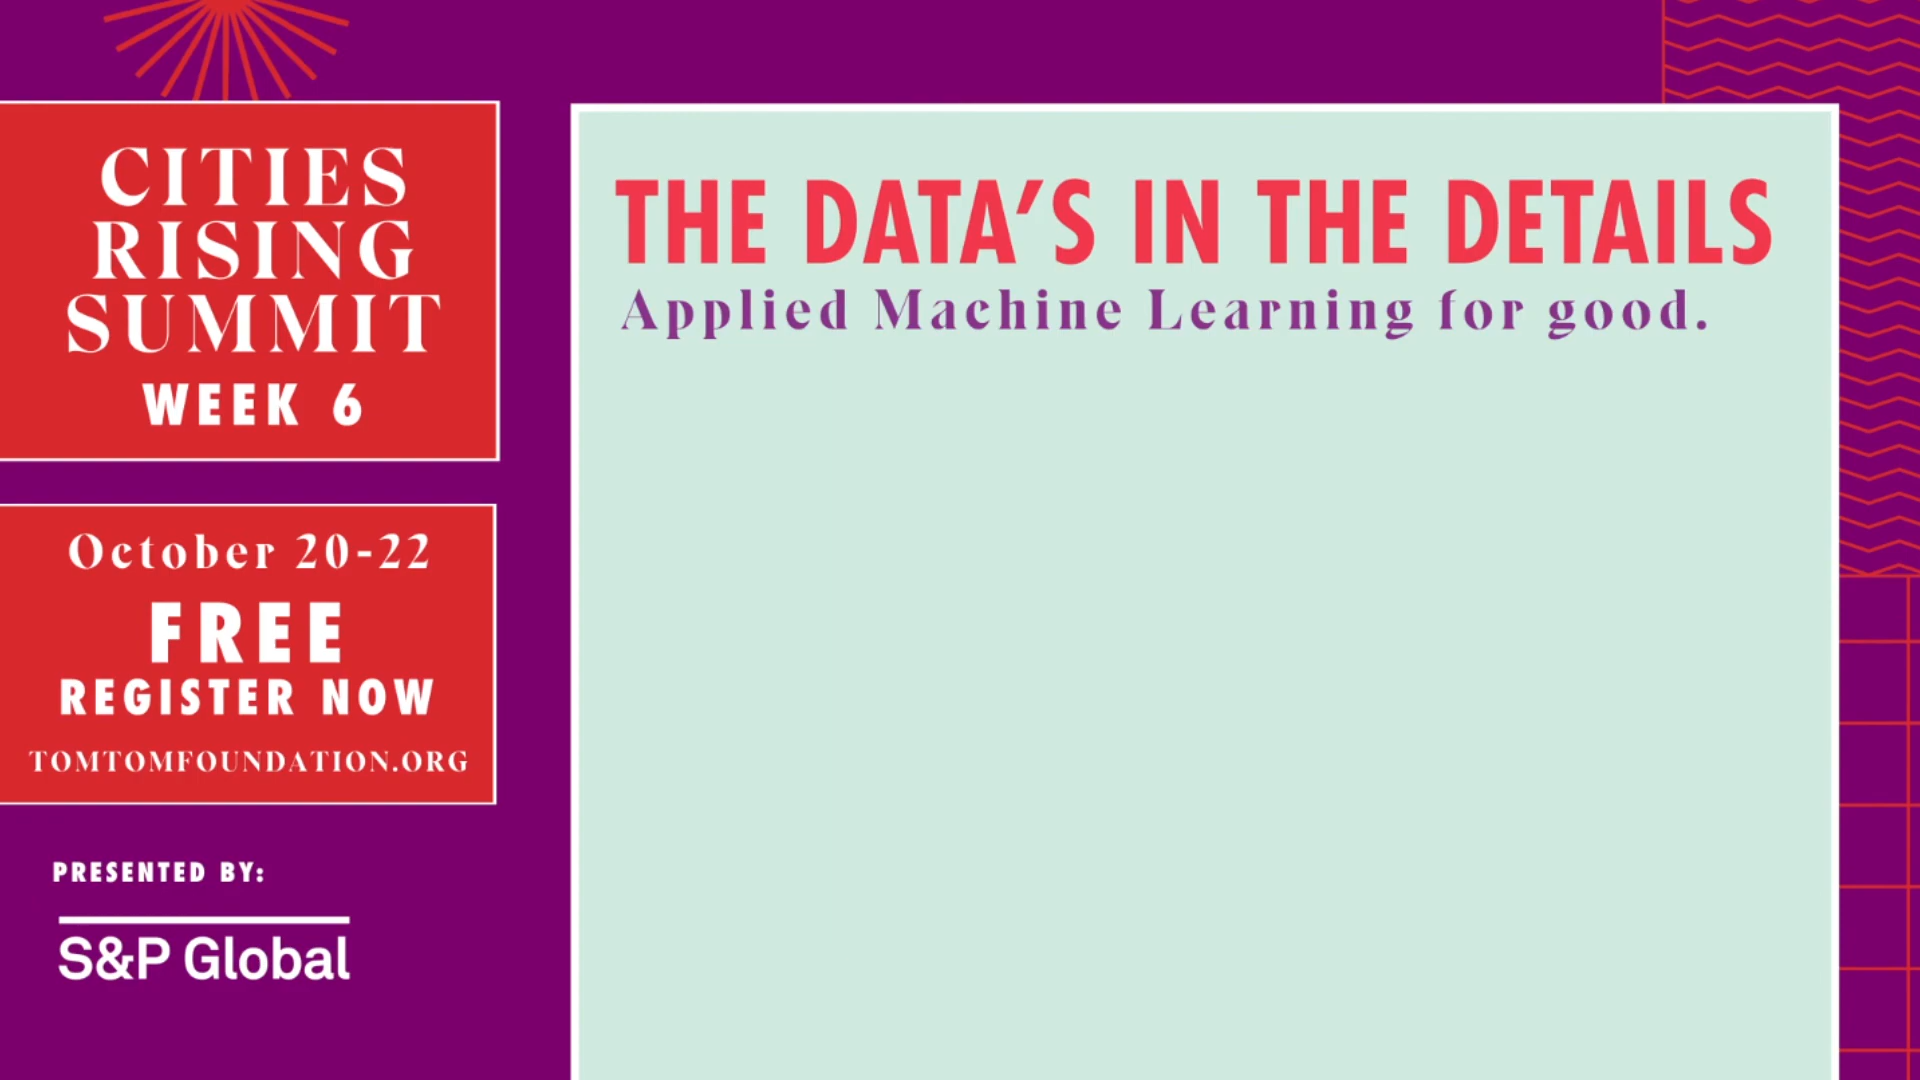 CITIES
RISING
SUMMIT
WEEK 6
October 20-22
FREE
REGISTER NOW
TOMTOMFOUNDATION.ORG
PRESENTED BY:
S&P Global
THE DATA’S IN THE DETAILS
Applied Machine Learning for good.